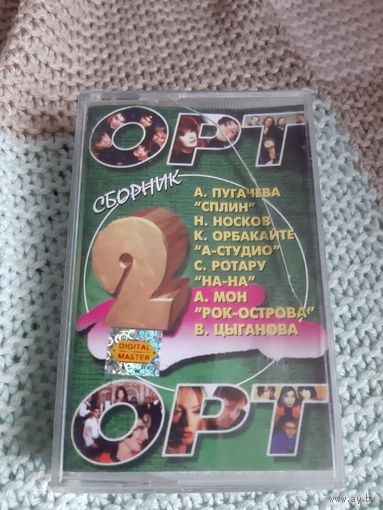 ОРТ
СБОРНИК
2
А. ПУГАЧЕВА
"СПЛИН"
Н. НОСКОВ
К. ОРБАКАЙТЕ
"А-СТУДИО"
С. РОТАРУ
"НА-НА"
А. МОН
"РОК-ОСТРОВА"
В. ЦЫГАНОВА
DIGITAL
MASTER
ОРТ
www.ay.by